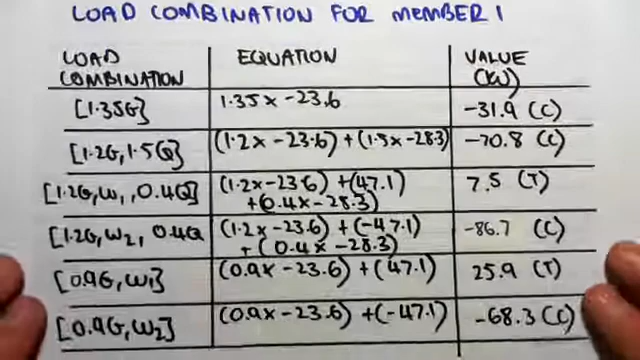 LOAD COMBINATION FOR MEMBER 1
LOAD COMBINATION
EQUATION
VALUE (kN)
[1.35G] 1.35x -23.6 -31.9 (C)
[1.2G, 1.5Q] (1.2x -23.6) + (1.5x -28.3) -70.8 (C)
[1.2G, W1, 0.4Q] (1.2x -23.6) + (47.1) 7.5 (T)
+ (0.4x -28.3)
[1.2G, W2, 0.4Q (1.2x -23.6) + (-47.1) -86.7 (C)
+ (0.4x -28.3)
[0.9G, W1] (0.9x -23.6) + (47.1) 25.9 (T)
[0.9G, W2] (0.9x -23.6) + (-47.1) -68.3 (C)